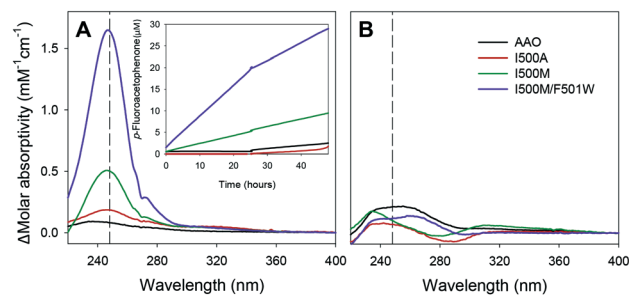 A
B
ΔMolar absorptivity (mM⁻¹cm⁻¹)
1.5
1.0
0.5
0.0
p-Fluoroacetophenone (μM)
30
25
20
15
10
5
0
0 20 40
Time (hours)
AAO
I500A
I500M
I500M/F501W
240 280 320 360 400
Wavelength (nm)
240 280 320 360 400
Wavelength (nm)